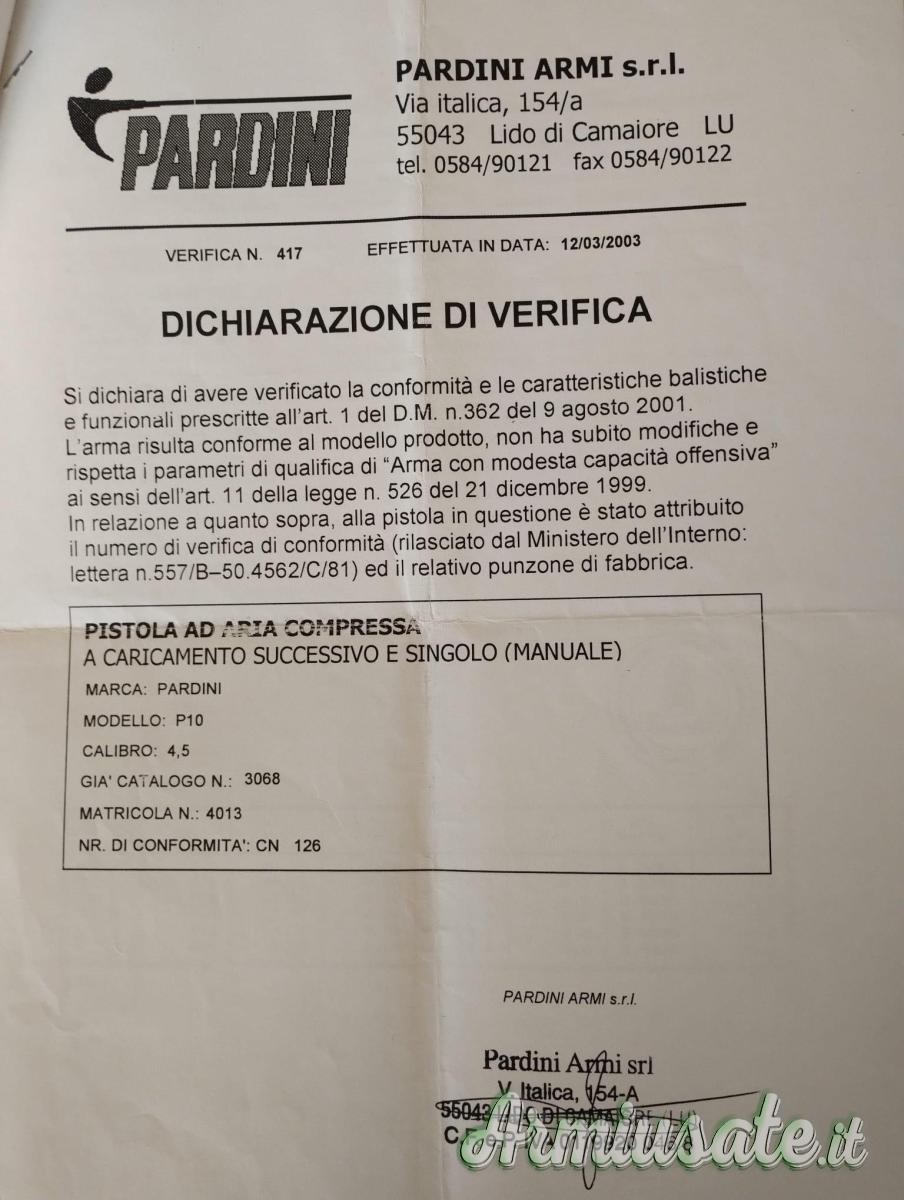 PARDINI
PARDINI ARMI s.r.l.
Via italica, 154/a
55043 Lido di Camaiore LU
tel. 0584/90121 fax 0584/90122
VERIFICA N. 417 EFFETTUATA IN DATA: 12/03/2003
DICHIARAZIONE DI VERIFICA
Si dichiara di avere verificato la conformità e le caratteristiche balistiche
e funzionali prescritte all'art. 1 del D.M. n.362 del 9 agosto 2001.
L'arma risulta conforme al modello prodotto, non ha subito modifiche e
rispetta i parametri di qualifica di “Arma con modesta capacità offensiva”
ai sensi dell'art. 11 della legge n. 526 del 21 dicembre 1999.
In relazione a quanto sopra, alla pistola in questione è stato attribuito
il numero di verifica di conformità (rilasciato dal Ministero dell'Interno:
lettera n.557/B–50.4562/C/81) ed il relativo punzone di fabbrica.
PISTOLA AD ARIA COMPRESSA
A CARICAMENTO SUCCESSIVO E SINGOLO (MANUALE)
MARCA: PARDINI
MODELLO: P10
CALIBRO: 4,5
GIA' CATALOGO N.: 3068
MATRICOLA N.: 4013
NR. DI CONFORMITA': CN 126
PARDINI ARMI s.r.l.
Pardini Armi srl
V. Italica, 154-A
55043
Armiusate.it